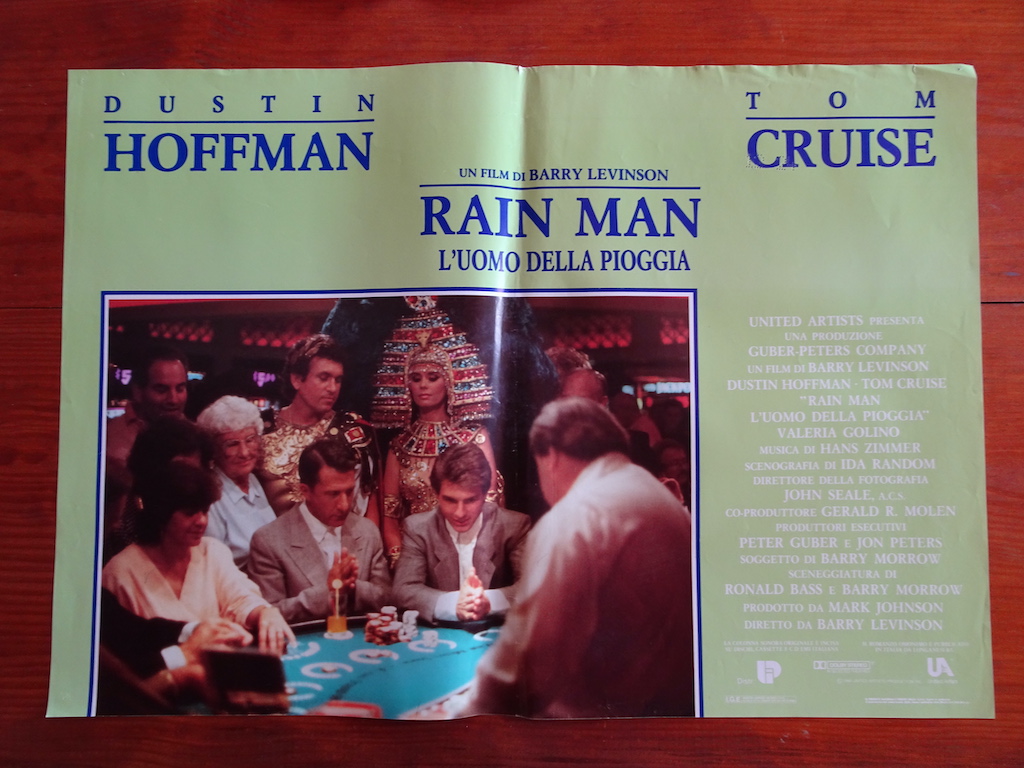 DUSTIN
HOFFMAN
TOM
CRUISE
UN FILM DI BARRY LEVINSON
RAIN MAN
L'UOMO DELLA PIOGGIA
UNITED ARTISTS PRESENTA
UNA PRODUZIONE
GUBER-PETERS COMPANY
UN FILM DI BARRY LEVINSON
DUSTIN HOFFMAN · TOM CRUISE
"RAIN MAN
L'UOMO DELLA PIOGGIA"
VALERIA GOLINO
MUSICA DI HANS ZIMMER
SCENOGRAFIA DI IDA RANDOM
DIRETTORE DELLA FOTOGRAFIA
JOHN SEALE, A.C.S.
CO-PRODUTTORE GERALD R. MOLEN
PRODUTTORI ESECUTIVI
PETER GUBER E JON PETERS
SOGGETTO DI BARRY MORROW
SCENEGGIATURA DI
RONALD BASS E BARRY MORROW
PRODOTTO DA MARK JOHNSON
DIRETTO DA BARRY LEVINSON
UA